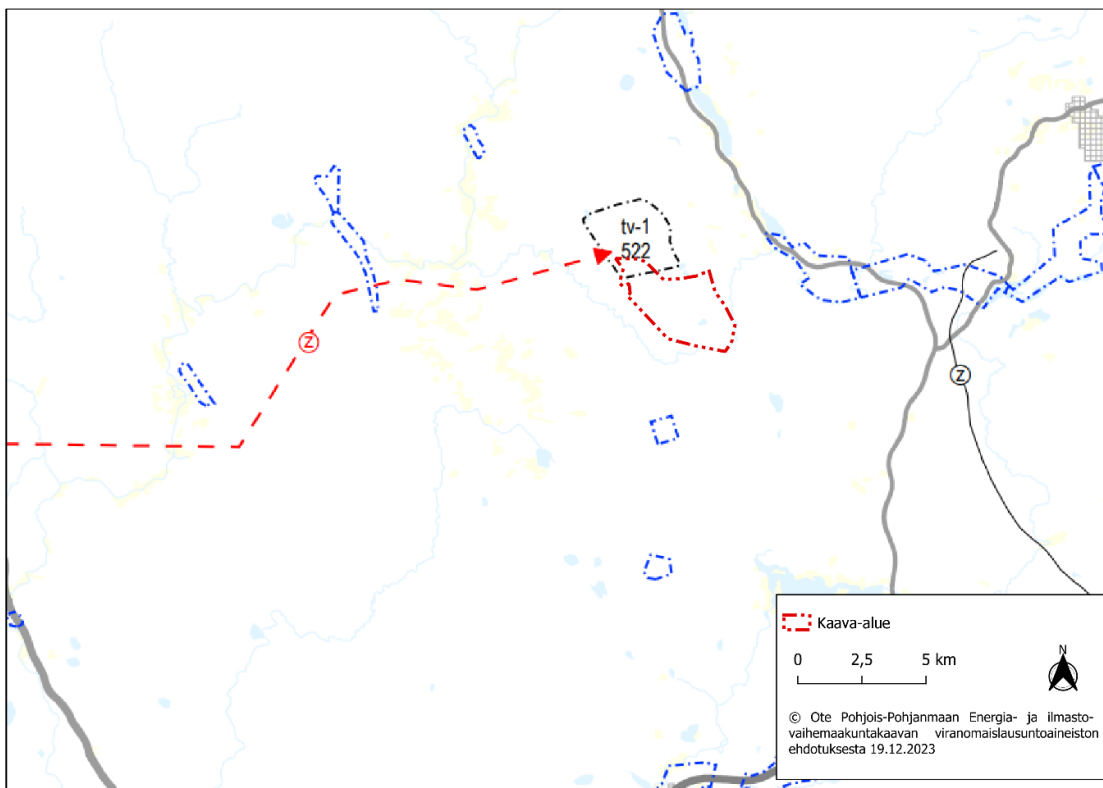 tv-1
522
Z
Z
Kaava-alue
0 2,5 5 km
N
© Ote Pohjois-Pohjanmaan Energia- ja ilmasto-
vaihemaakuntakaavan viranomaislausuntoaineiston
ehdotuksesta 19.12.2023